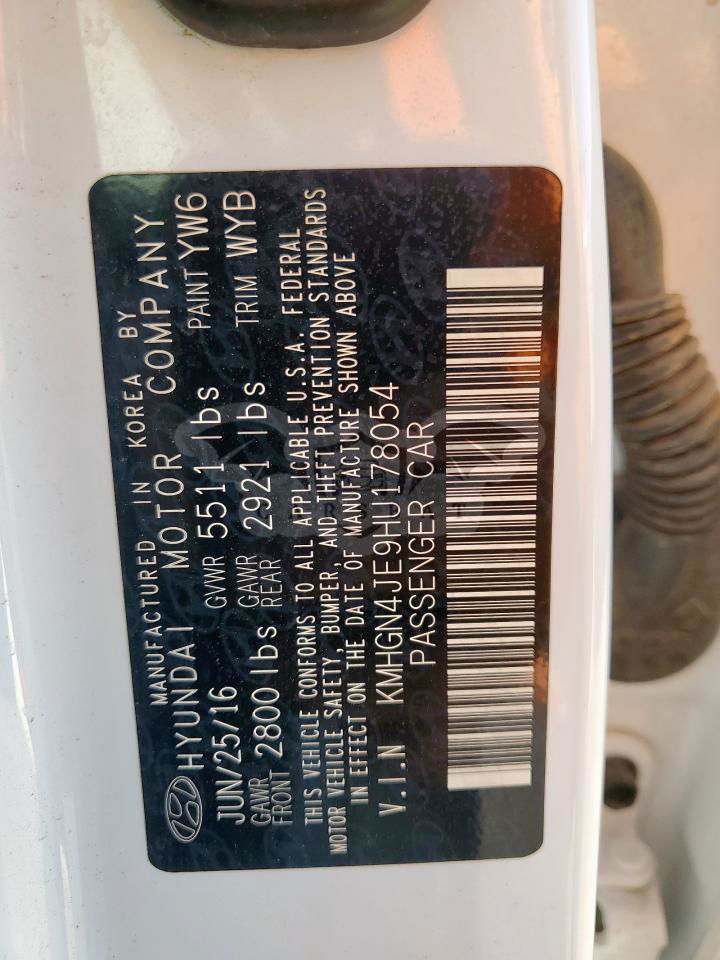 MANUFACTURED IN KOREA BY
HYUNDAI MOTOR COMPANY
JUN/25/16 GVWR 5511 lbs PAINT YW6
GAWR FRONT 2800 lbs GAWR REAR 2921 lbs TRIM WYB
THIS VEHICLE CONFORMS TO ALL APPLICABLE U.S.A. FEDERAL
MOTOR VEHICLE SAFETY, BUMPER, AND THEFT PREVENTION STANDARDS
IN EFFECT ON THE DATE OF MANUFACTURE SHOWN ABOVE
V.I.N KMHGN4JE9HU178054
PASSENGER CAR